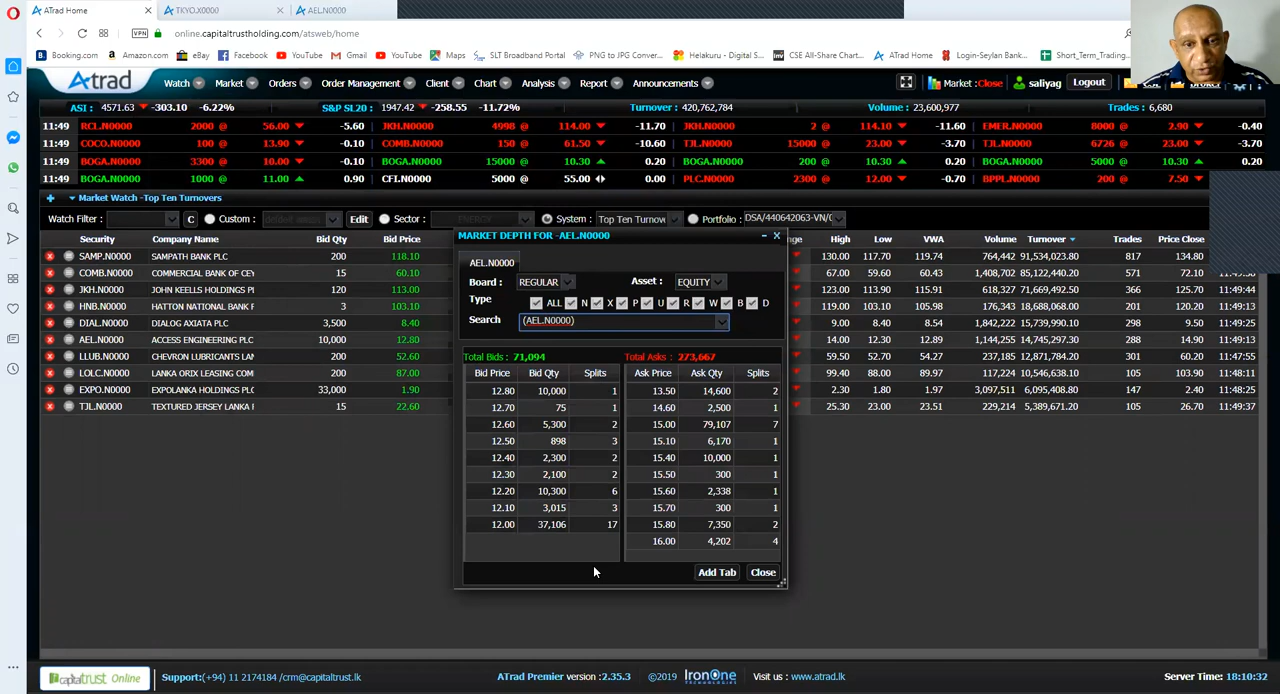 ATrad Home × TKYO.X0000 × AEL.N0000
VPN online.capitaltrustholding.com/atsweb/home
Booking.com Amazon.com eBay Facebook YouTube Gmail YouTube Maps SLT Broadband Portal PNG to JPG Conver... Helakuru - Digital S... CSE All-Share Chart... ATrad Home Login-Seylan Bank... Short_Term_Trading
Atrad Watch Market Orders Order Management Client Chart Analysis Report Announcements Market :Close saliyag Logout
ASI : 4571.63 -303.10 -6.22% S&P SL20 : 1947.42 -258.55 -11.72% Turnover : 420,762,784 Volume : 23,600,977 Trades : 6,680
11:49 RCL.N0000 2000 @ 56.00 -5.60 JKH.N0000 4998 @ 114.00 -11.70 JKH.N0000 2 @ 114.10 -11.60 EMER.N0000 8000 @ 2.90 -0.40
11:49 COCO.N0000 100 @ 13.90 -0.10 COMB.N0000 150 @ 61.50 -10.60 TJL.N0000 15000 @ 23.00 -3.70 TJL.N0000 6726 @ 23.00 -3.70
11:49 BOGA.N0000 3300 @ 10.00 -0.10 BOGA.N0000 15000 @ 10.30 0.20 BOGA.N0000 200 @ 10.30 0.20 BOGA.N0000 5000 @ 10.30 0.20
11:49 BOGA.N0000 1000 @ 11.00 0.90 CFI.N0000 5000 @ 55.00 0.00 PLC.N0000 2300 @ 12.00 -0.70 BPPL.N0000 200 @ 7.50
Market Watch -Top Ten Turnovers
Watch Filter : C Custom : Edit Sector : ENERGY System : Top Ten Turnov Portfolio : DSA/440642063-VN/0
Security Company Name Bid Qty Bid Price High Low VWA Volume Turnover Trades Price Close
SAMP.N0000 SAMPATH BANK PLC 200 118.10 130.00 117.70 119.74 764,442 91,534,023.80 817 134.80
COMB.N0000 COMMERCIAL BANK OF CEY 15 60.10 67.00 59.60 60.42 1,408,702 85,122,440.20 571 72.10
JKH.N0000 JOHN KEELLS HOLDINGS P 120 113.00 123.00 113.90 115.91 618,347 71,669,463.50 366 125.70 11:49:44
HNB.N0000 HATTON NATIONAL BANK F 3 103.10 119.00 103.10 105.98 18,688,068.00 120.00 11:49:13
DIAL.N0000 DIALOG AXIATA PLC 3,500 8.40 9.00 8.40 8.54 1,842,222 15,739,990.10 298 9.50 11:49:25
AEL.N0000 ACCESS ENGINEERING PLC 10,000 12.80 14.00 12.30 12.89 1,144,255 14,745,297.30 288 14.90 11:49:13
LLUB.N0000 CHEVRON LUBRICANTS LAN 200 52.60 59.50 52.70 54.27 237,185 12,871,784.20 301 60.20 11:47:55
LOLC.N0000 LANKA ORIX LEASING COM 200 87.00 99.40 88.00 105 100.30 11:48:11
EXPO.N0000 EXPOLANKA HOLDINGS PLC 33,000 1.90 2.30 1.80 1.97 3,097,511 6,095,408.80 168 2.40 11:48:25
TJL.N0000 TEXTURED JERSEY LANKA F 15 22.60 25.30 23.00 23.51 229,214 5,389,671.20 105 26.70 11:49:37
MARKET DEPTH FOR -AEL.N0000
AEL.N0000
Board : REGULAR Asset : EQUITY
Type ALL N X P U R W B D
Search (AEL.N0000)
Total Bids : 71,094 Total Asks : 273,667
Bid Price Bid Qty Splits Ask Price Ask Qty Splits
12.80 10,000 1 13.50 14,600 2
12.70 75 1 14.60 2,500 1
12.60 5,300 2 15.00 79,107 7
12.50 898 3 15.10 6,170 1
12.40 2,300 2 15.40 10,000 1
12.30 2,100 2 15.50 300 1
12.20 10,300 6 15.60 2,338 1
12.10 3,015 3 15.70 300 1
12.00 37,106 17 15.80 7,350 2
16.00 4,202 4
Add Tab Close
capitalTRUST Online Support:(+94) 11 2174184 /crm@capitaltrust.lk ATrad Premier version :2.35.3 ©2019 IronOne Visit us : www.atrad.lk Server Time: 18:10:32